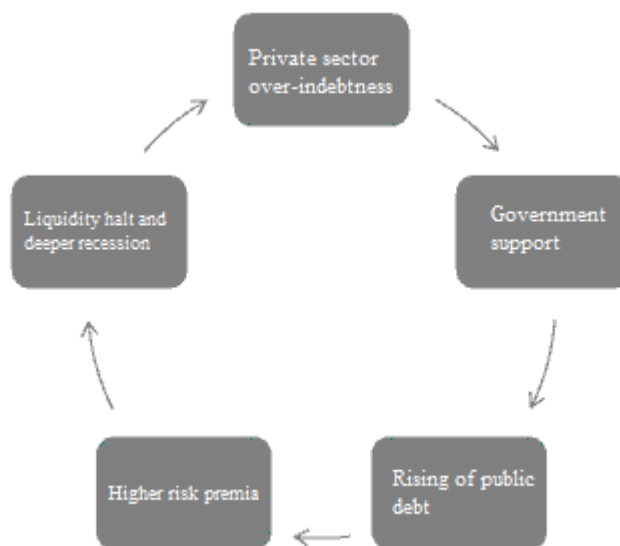 Private sector
over-indebtness
Government
support
Rising of public
debt
Higher risk premia
Liquidity halt and
deeper recession